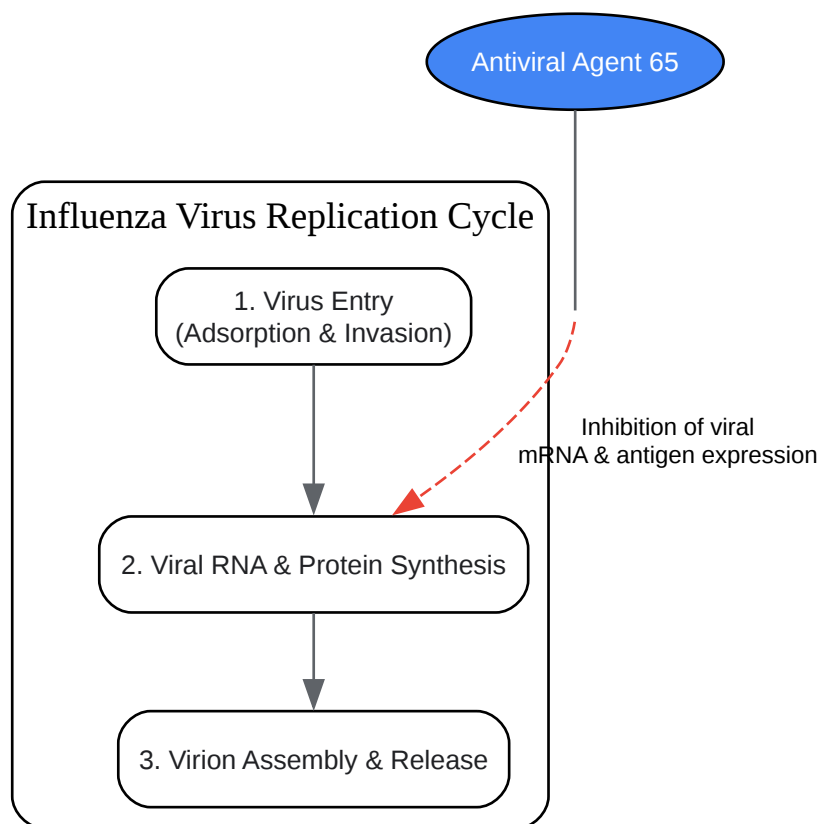 Antiviral Agent 65
Influenza Virus Replication Cycle
1. Virus Entry
(Adsorption & Invasion)
Inhibition of viral
mRNA & antigen expression
2. Viral RNA & Protein Synthesis
3. Virion Assembly & Release